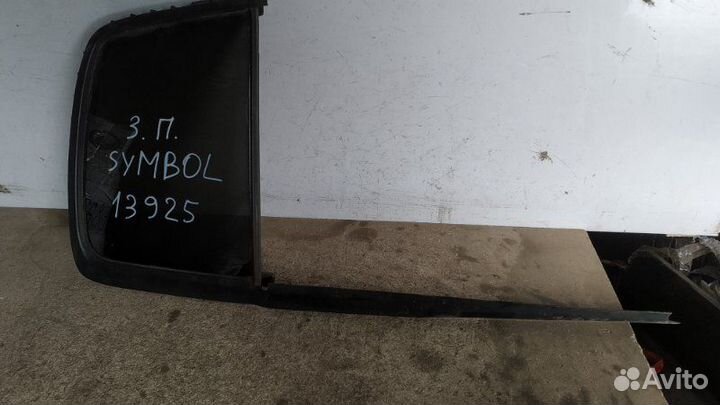 З. П.
SYMBOL
13925
Avito